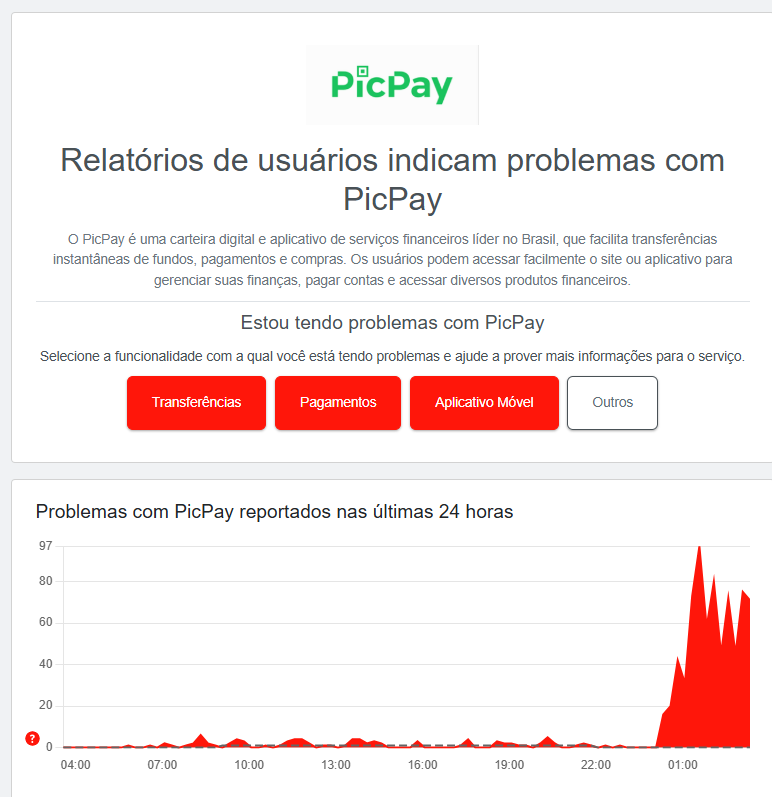 PicPay
Relatórios de usuários indicam problemas com
PicPay
O PicPay é uma carteira digital e aplicativo de serviços financeiros líder no Brasil, que facilita transferências
instantâneas de fundos, pagamentos e compras. Os usuários podem acessar facilmente o site ou aplicativo para
gerenciar suas finanças, pagar contas e acessar diversos produtos financeiros.
Estou tendo problemas com PicPay
Selecione a funcionalidade com a qual você está tendo problemas e ajude a prover mais informações para o serviço.
Transferências Pagamentos Aplicativo Móvel Outros
Problemas com PicPay reportados nas últimas 24 horas
97
80
60
40
20
?
0
04:00 07:00 10:00 13:00 16:00 19:00 22:00 01:00